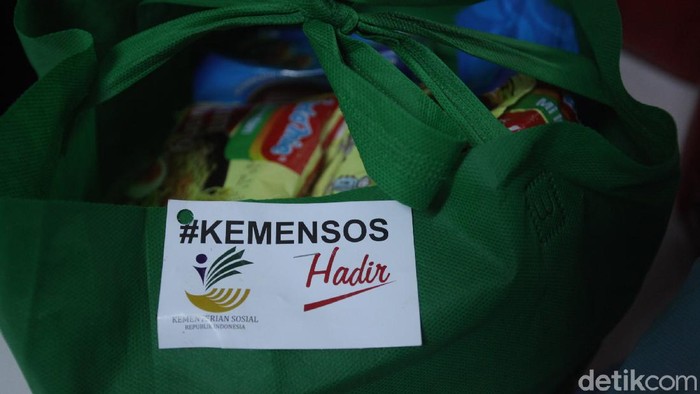 #KEMENSOS
Hadir
KEMENTERIAN SOSIAL
REPUBLIK INDONESIA
detikcom